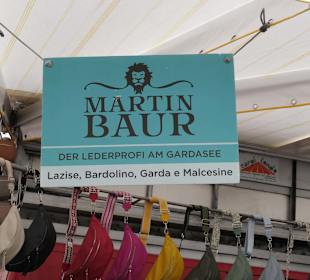 MARTIN
BAUR
DER LEDERPROFI AM GARDASEE
Lazise, Bardolino, Garda e Malcesine